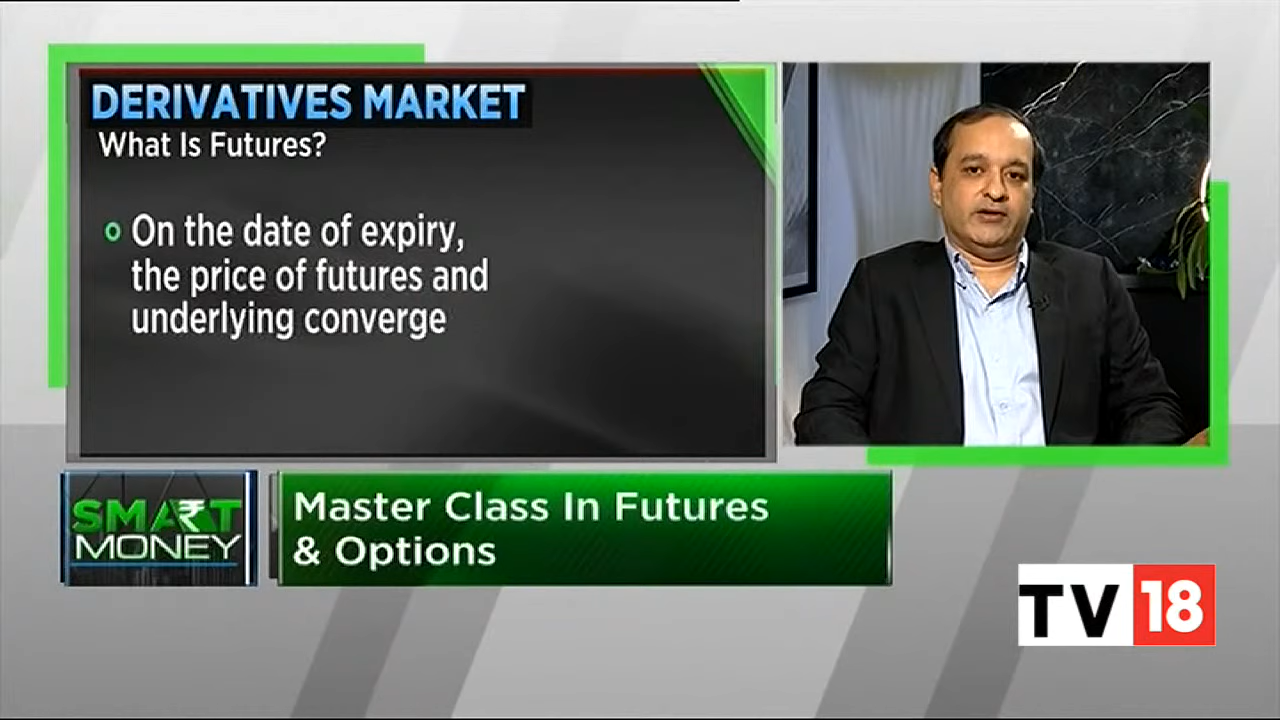 DERIVATIVES MARKET
What Is Futures?
On the date of expiry,
the price of futures and
underlying converge
SMA₹T
MONEY
Master Class In Futures
& Options
TV18